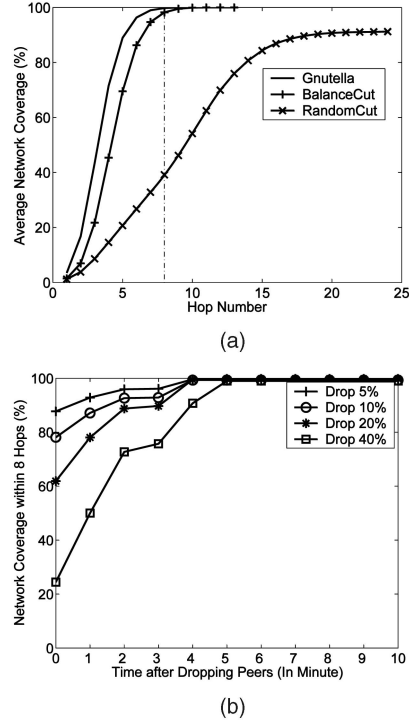 100
80
60
40
20
0
Average Network Coverage (%)
Gnutella
BalanceCut
RandomCut
0 5 10 15 20 25
Hop Number
(a)
100
80
60
40
20
0
Network Coverage within 8 Hops (%)
Drop 5%
Drop 10%
Drop 20%
Drop 40%
0 1 2 3 4 5 6 7 8 9 10
Time after Dropping Peers (In Minute)
(b)